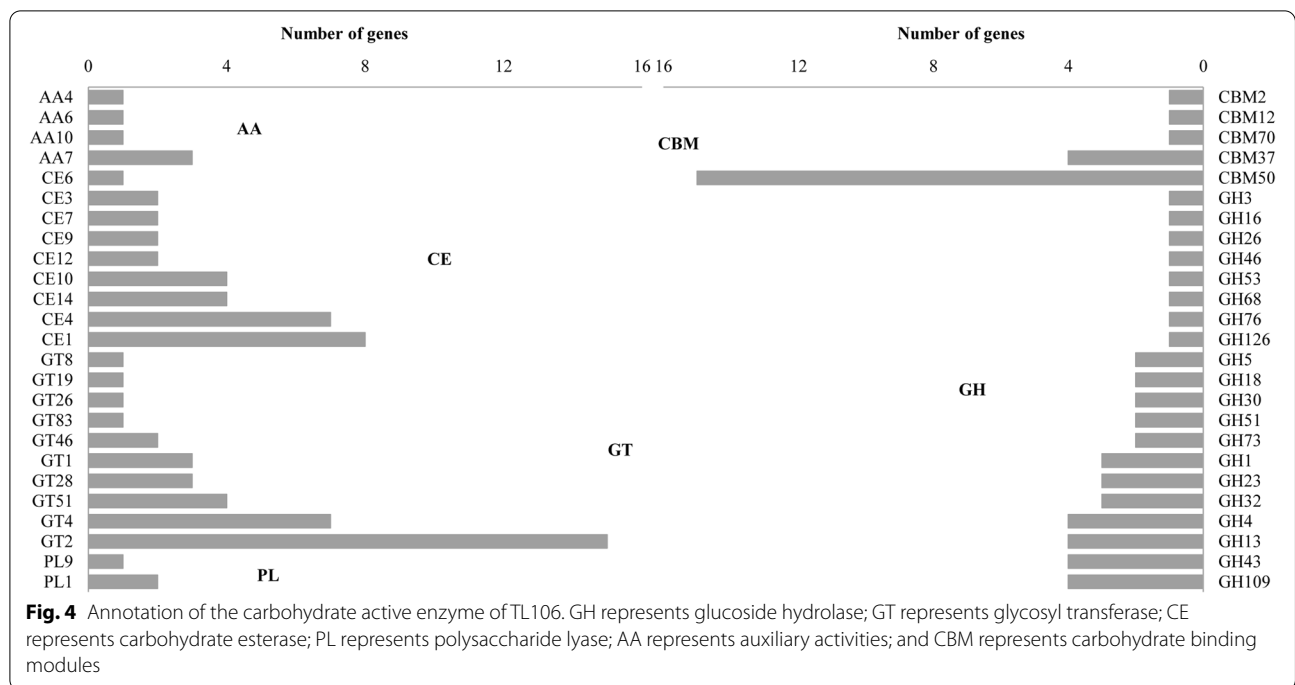 Number of genes Number of genes
0 4 8 12 16 16 12 8 4 0
AA4 CBM2
AA6 AA CBM12
AA10 CBM CBM70
AA7 CBM37
CE6 CBM50
CE3 GH3
CE7 GH16
CE9 GH26
CE12 CE GH46
CE10 GH53
CE14 GH68
CE4 GH76
CE1 GH126
GT8 GH5
GT19 GH GH18
GT26 GH30
GT83 GH51
GT46 GT GH73
GT1 GH1
GT28 GH23
GT51 GH32
GT4 GH4
GT2 GH13
PL9 PL GH43
PL1 GH109
Fig. 4 Annotation of the carbohydrate active enzyme of TL106. GH represents glucoside hydrolase; GT represents glycosyl transferase; CE
represents carbohydrate esterase; PL represents polysaccharide lyase; AA represents auxiliary activities; and CBM represents carbohydrate binding
modules